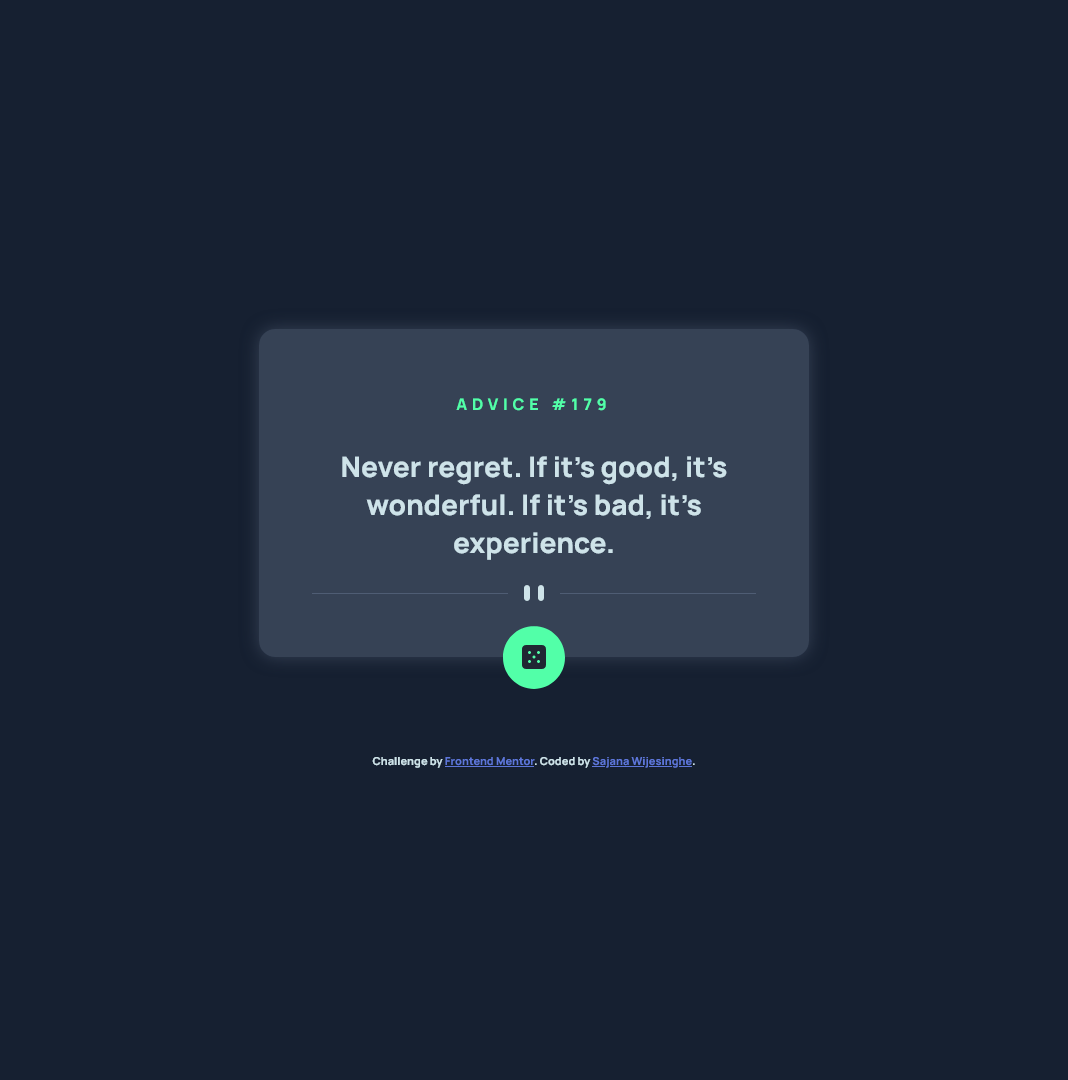 ADVICE #179
Never regret. If it's good, it's
wonderful. If it's bad, it's
experience.
Challenge by Frontend Mentor. Coded by Sajana Wijesinghe.